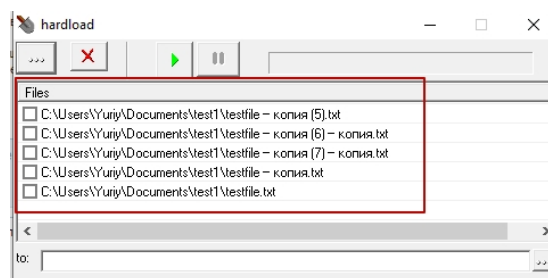 hardload
...
Files
C:\Users\Yuriy\Documents\test1\testfile – копия (5).txt
C:\Users\Yuriy\Documents\test1\testfile – копия (6) – копия.txt
C:\Users\Yuriy\Documents\test1\testfile – копия (7) – копия.txt
C:\Users\Yuriy\Documents\test1\testfile – копия.txt
C:\Users\Yuriy\Documents\test1\testfile.txt
to:
...